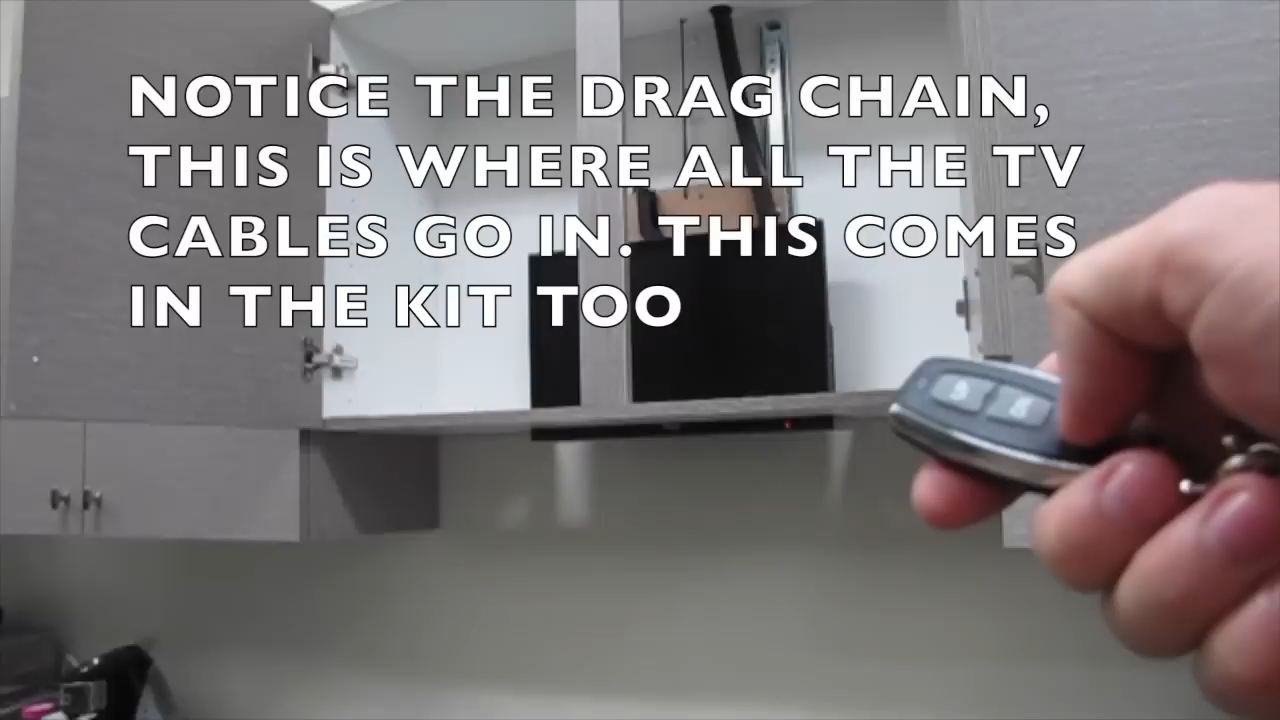 NOTICE THE DRAG CHAIN,
THIS IS WHERE ALL THE TV
CABLES GO IN. THIS COMES
IN THE KIT TOO